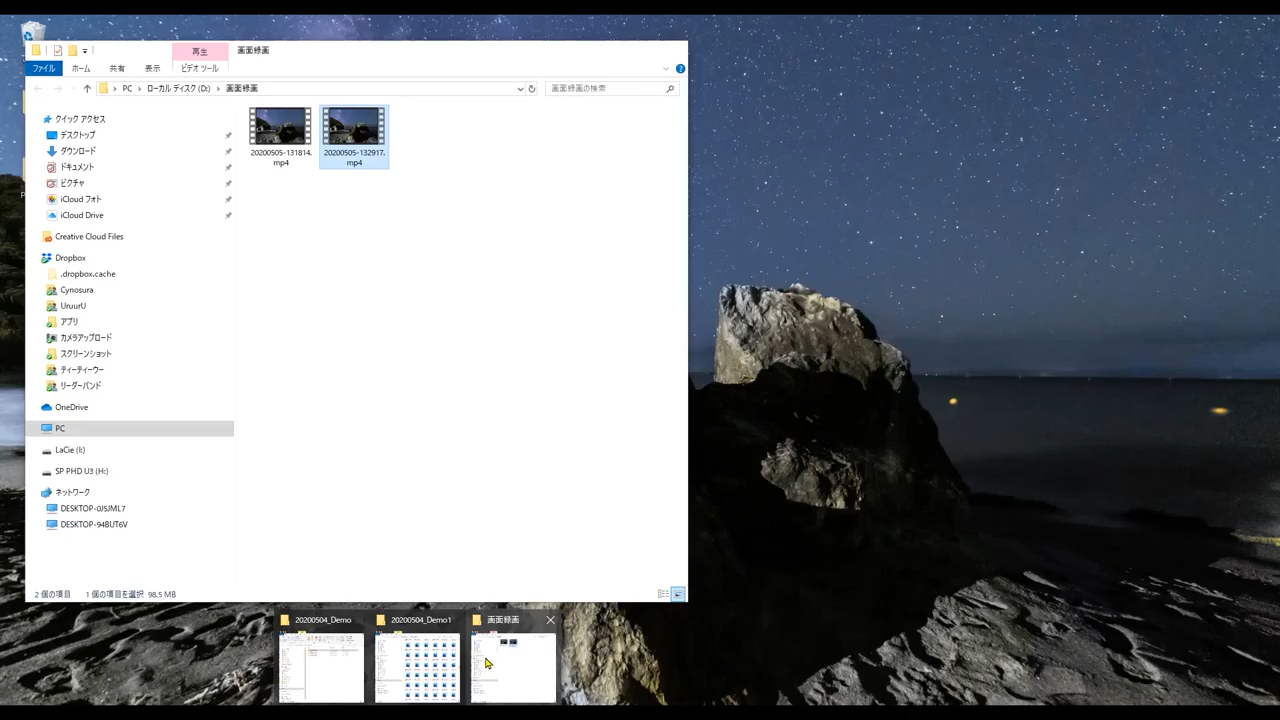 再生
画面録画
ファイル
ホーム
共有
表示
ビデオ ツール
PC
ローカル ディスク (D:)
画面録画
画面録画の検索
クイック アクセス
デスクトップ
ダウンロード
ドキュメント
ピクチャ
iCloud フォト
iCloud Drive
Creative Cloud Files
Dropbox
.dropbox.cache
Cynosura
UruurU
アプリ
カメラアップロード
スクリーンショット
ティーティーウー
リーダーバンド
OneDrive
PC
LaCie (I:)
SP PHD U3 (H:)
ネットワーク
DESKTOP-0J5JML7
DESKTOP-94BUT6V
20200505-131814.
mp4
20200505-132917.
mp4
2 個の項目
1 個の項目を選択 98.5 MB
20200504_Demo
20200504_Demo1
画面録画